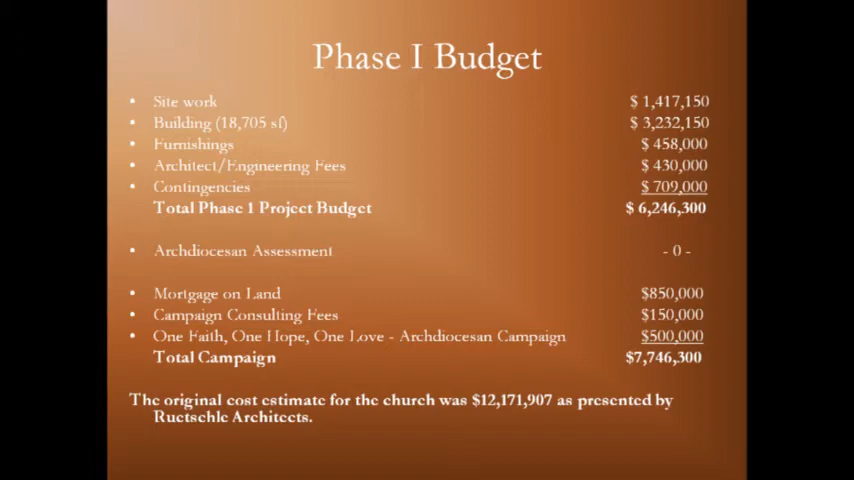 Phase I Budget
• Site work $ 1,417,150
• Building (18,705 sf) $ 3,232,150
• Furnishings $ 458,000
• Architect/Engineering Fees $ 430,000
• Contingencies $ 709,000
Total Phase 1 Project Budget $ 6,246,300
• Archdiocesan Assessment - 0 -
• Mortgage on Land $850,000
• Campaign Consulting Fees $150,000
• One Faith, One Hope, One Love - Archdiocesan Campaign $500,000
Total Campaign $7,746,300
The original cost estimate for the church was $12,171,907 as presented by
Ruetschle Architects.